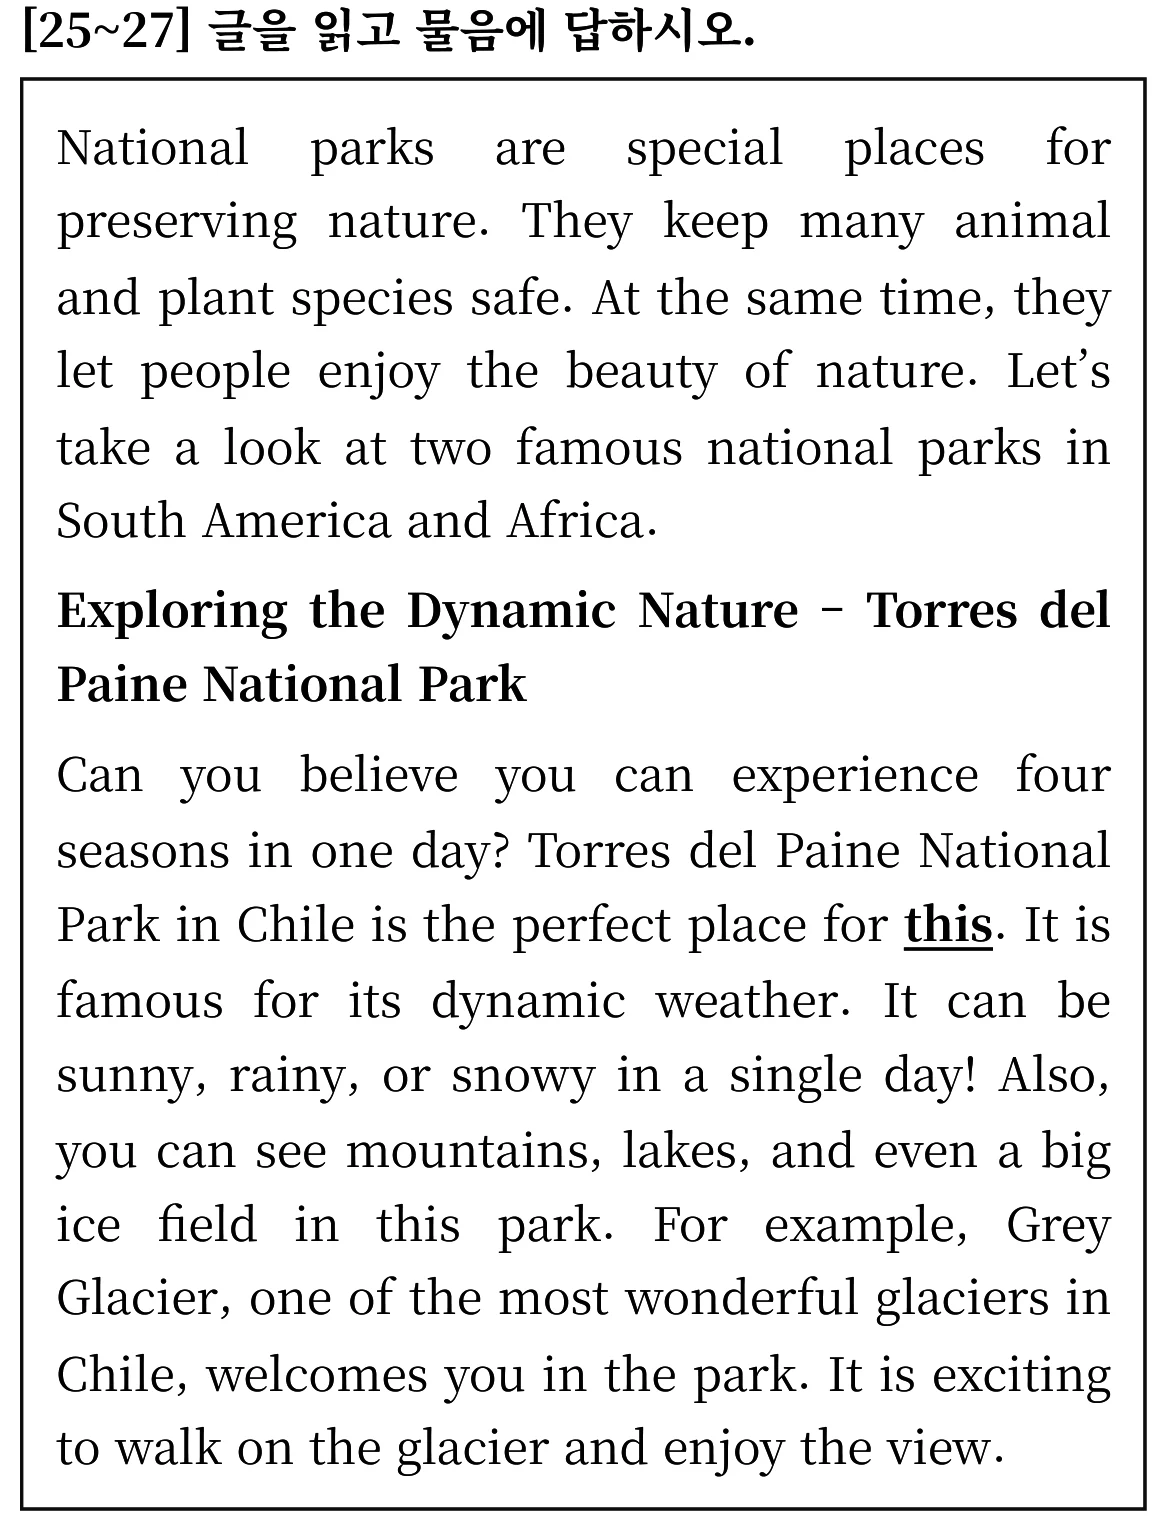 [25~27] 글을 읽고 물음에 답하시오.
National parks are special places for
preserving nature. They keep many animal
and plant species safe. At the same time, they
let people enjoy the beauty of nature. Let’s
take a look at two famous national parks in
South America and Africa.
Exploring the Dynamic Nature – Torres del
Paine National Park
Can you believe you can experience four
seasons in one day? Torres del Paine National
Park in Chile is the perfect place for this. It is
famous for its dynamic weather. It can be
sunny, rainy, or snowy in a single day! Also,
you can see mountains, lakes, and even a big
ice field in this park. For example, Grey
Glacier, one of the most wonderful glaciers in
Chile, welcomes you in the park. It is exciting
to walk on the glacier and enjoy the view.